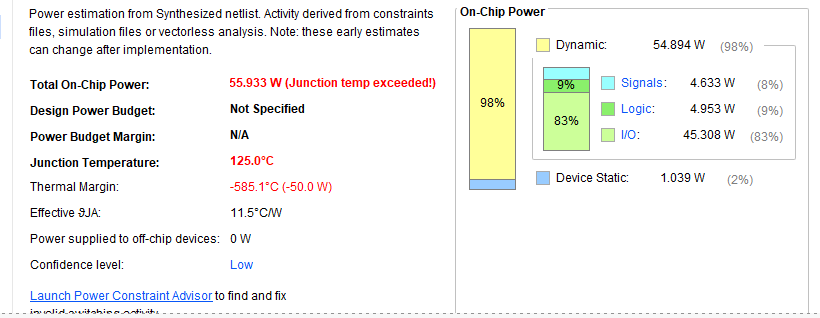 Power estimation from Synthesized netlist. Activity derived from constraints
files, simulation files or vectorless analysis. Note: these early estimates
can change after implementation.
Total On-Chip Power: 55.933 W (Junction temp exceeded!)
Design Power Budget: Not Specified
Power Budget Margin: N/A
Junction Temperature: 125.0°C
Thermal Margin: -585.1°C (-50.0 W)
Effective ϑJA: 11.5°C/W
Power supplied to off-chip devices: 0 W
Confidence level: Low
Launch Power Constraint Advisor to find and fix
invalid switching activity
On-Chip Power
98%
Dynamic: 54.894 W (98%)
9%
83%
Signals: 4.633 W (8%)
Logic: 4.953 W (9%)
I/O: 45.308 W (83%)
Device Static: 1.039 W (2%)